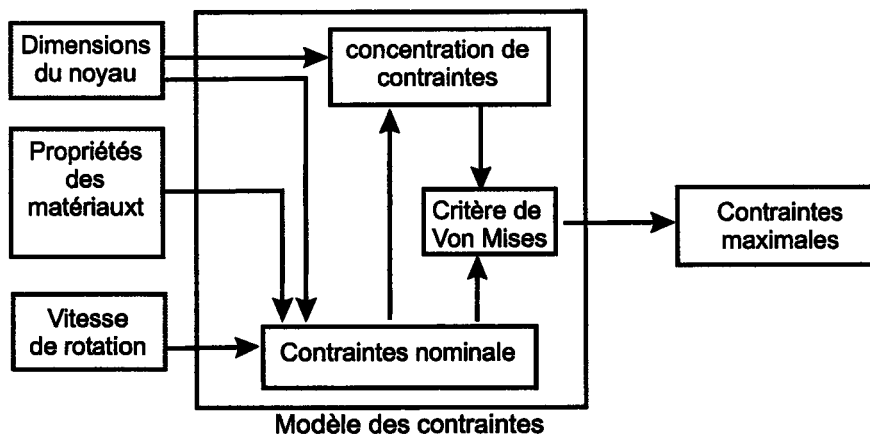 Dimensions
du noyau
concentration de
contraintes
Propriétés
des
matériauxt
Critère de
Von Mises
Contraintes
maximales
Vitesse
de rotation
Contraintes nominale
Modèle des contraintes